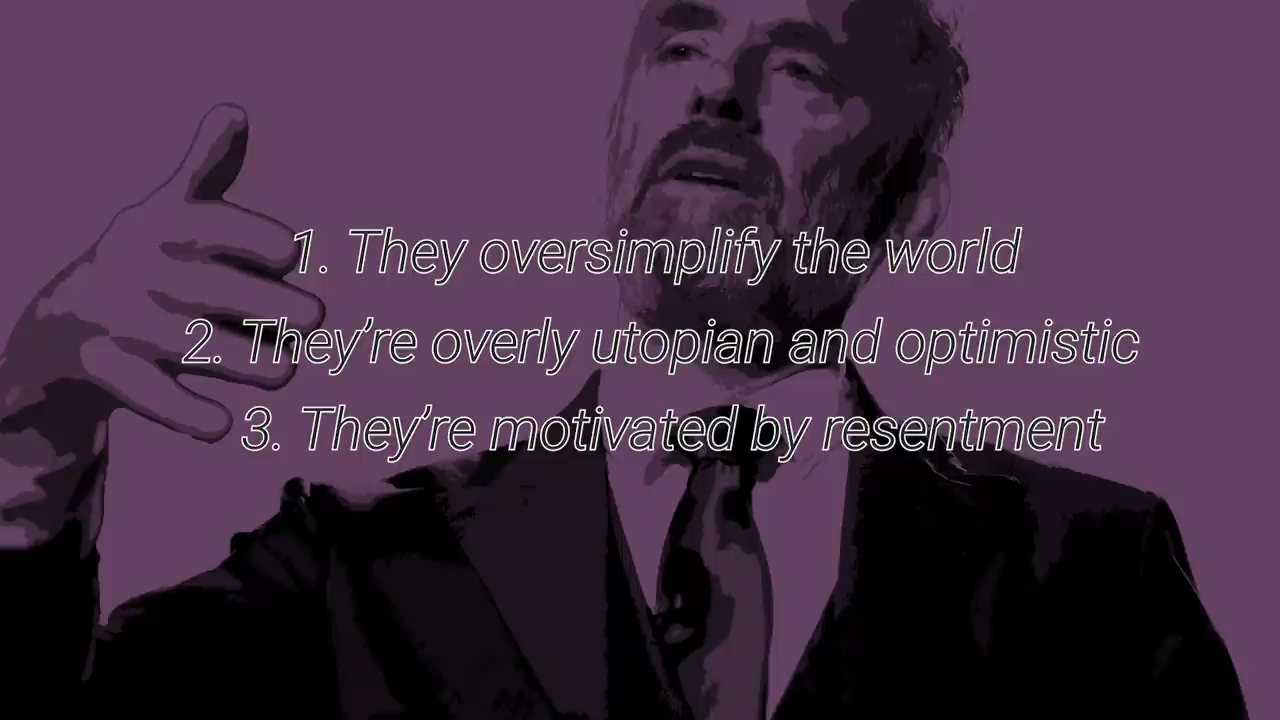 1. They oversimplify the world
2. They’re overly utopian and optimistic
3. They’re motivated by resentment